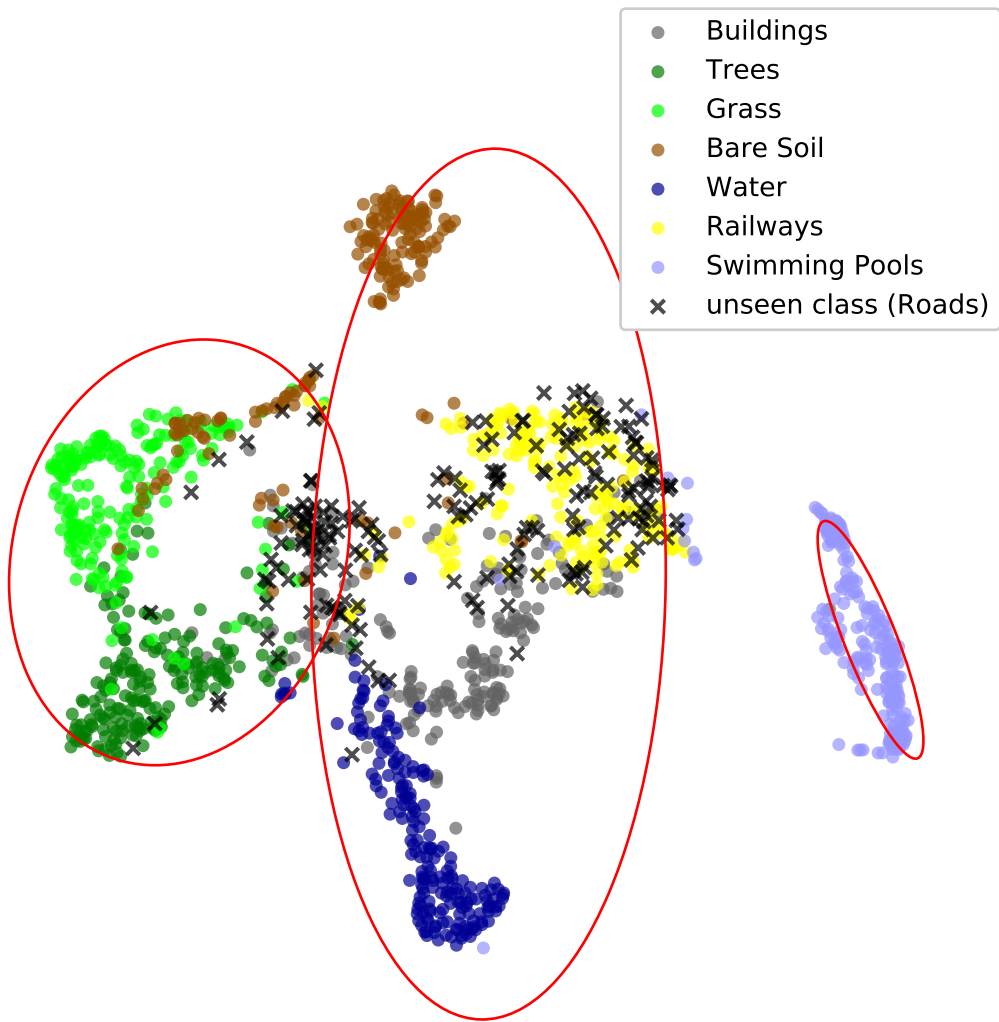 Buildings
Trees
Grass
Bare Soil
Water
Railways
Swimming Pools
unseen class (Roads)